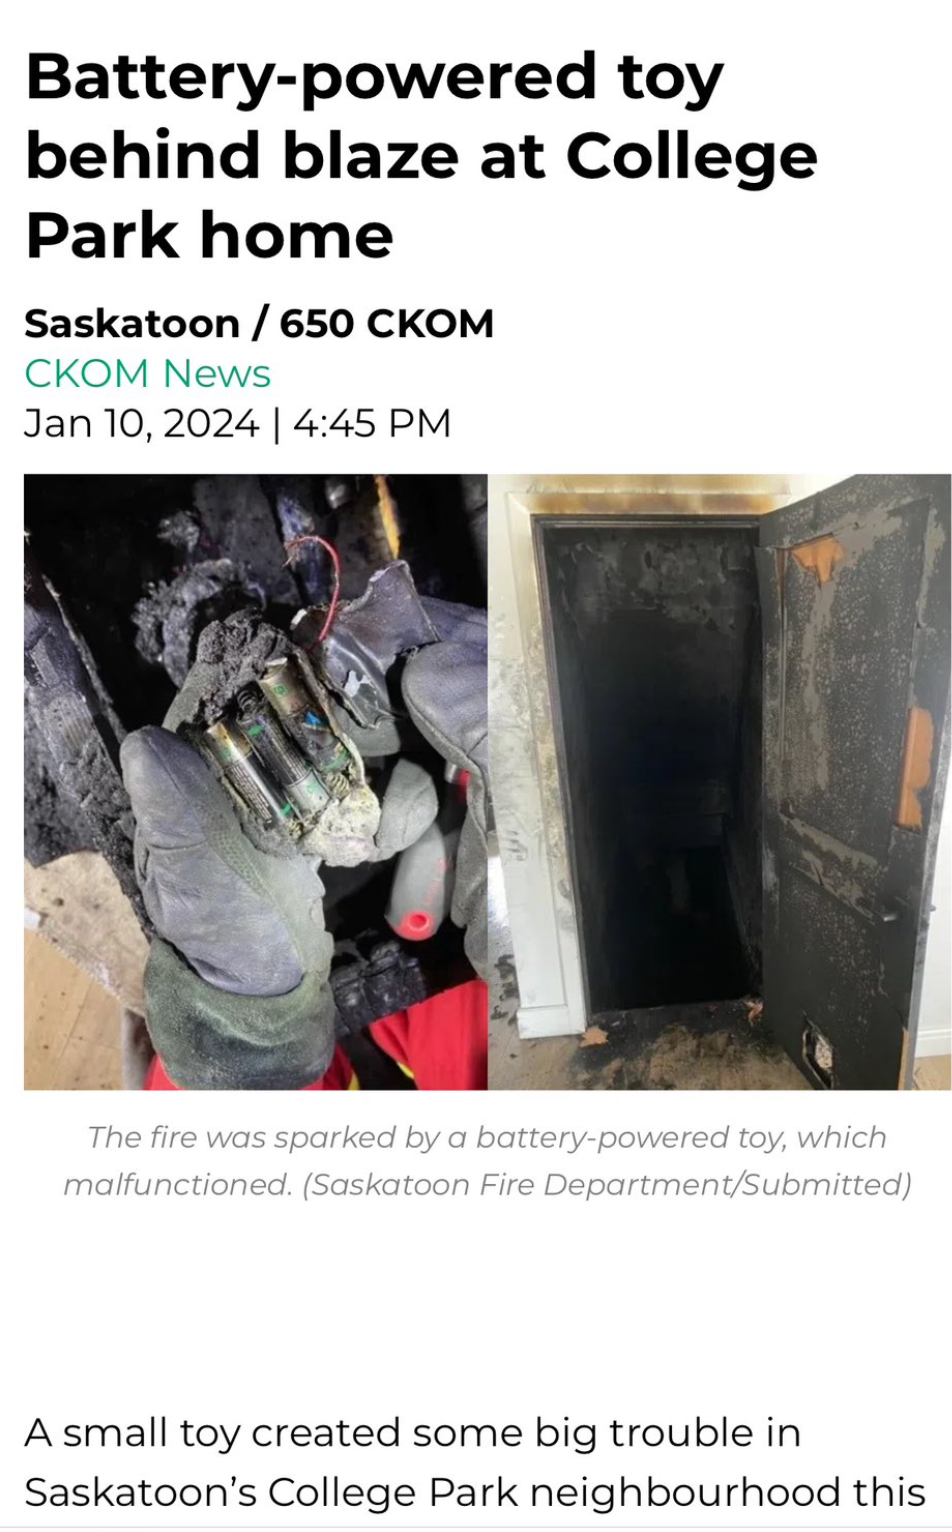 Battery-powered toy
behind blaze at College
Park home
Saskatoon / 650 CKOM
CKOM News
Jan 10, 2024 | 4:45 PM
The fire was sparked by a battery-powered toy, which
malfunctioned. (Saskatoon Fire Department/Submitted)
A small toy created some big trouble in
Saskatoon’s College Park neighbourhood this